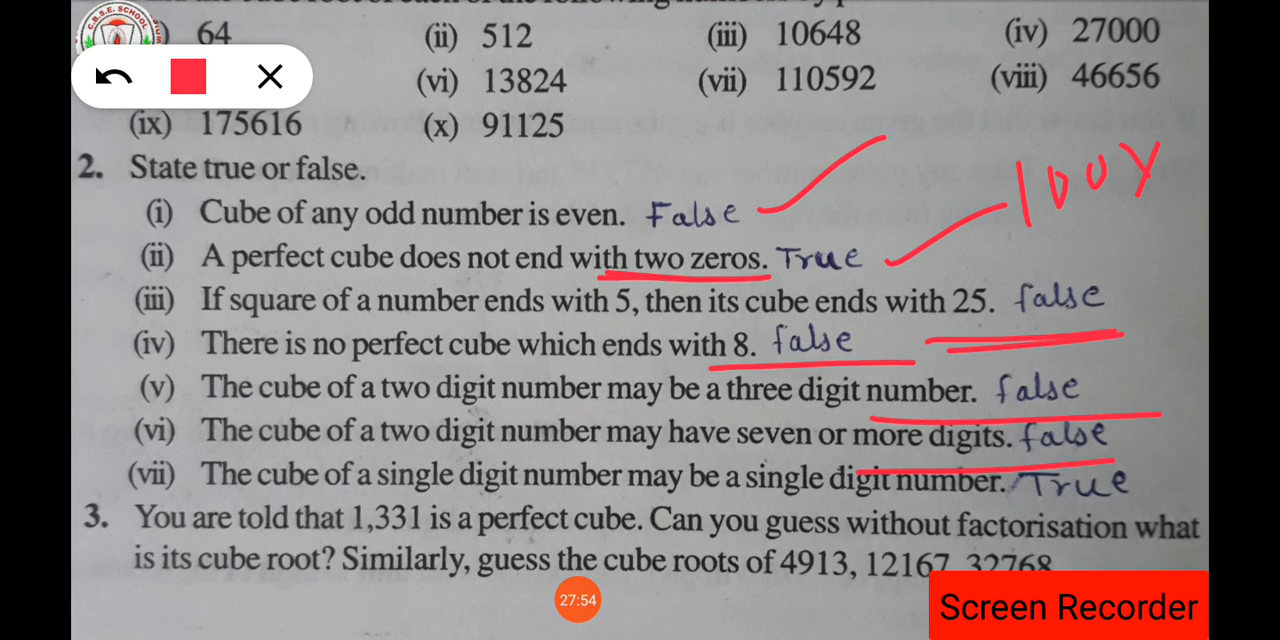 C.B.S.E. SCHOOL
64 (ii) 512 (iii) 10648 (iv) 27000
(vi) 13824 (vii) 110592 (viii) 46656
(ix) 175616 (x) 91125
2. State true or false.
(i) Cube of any odd number is even. False
(ii) A perfect cube does not end with two zeros. True
100
(iii) If square of a number ends with 5, then its cube ends with 25. false
(iv) There is no perfect cube which ends with 8. false
(v) The cube of a two digit number may be a three digit number. false
(vi) The cube of a two digit number may have seven or more digits. false
(vii) The cube of a single digit number may be a single digit number. True
3. You are told that 1,331 is a perfect cube. Can you guess without factorisation what
is its cube root? Similarly, guess the cube roots of 4913, 12167, 32768
27:54
Screen Recorder